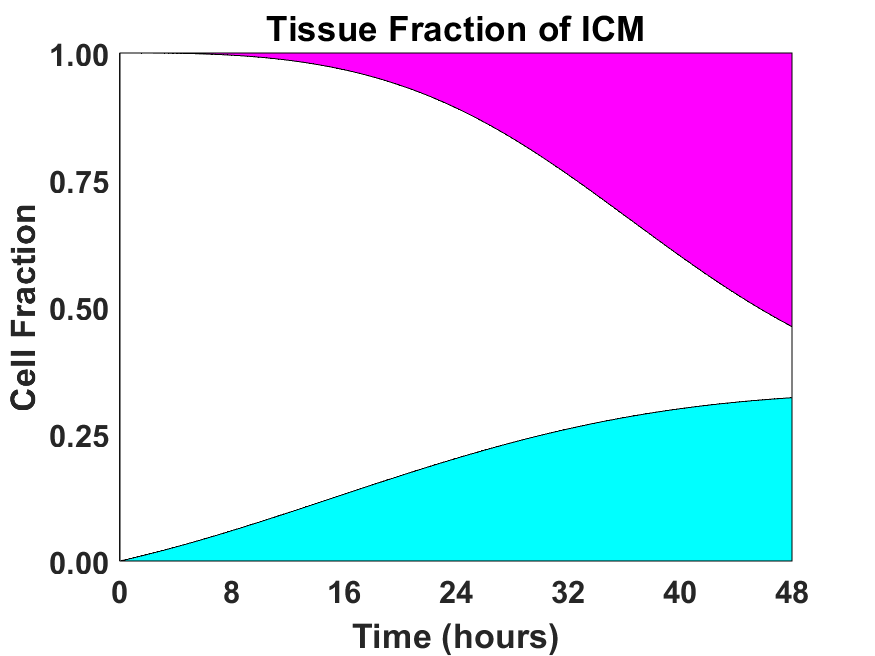 Tissue Fraction of ICM
1.00
0.75
0.50
0.25
0.00
Cell Fraction
0 8 16 24 32 40 48
Time (hours)